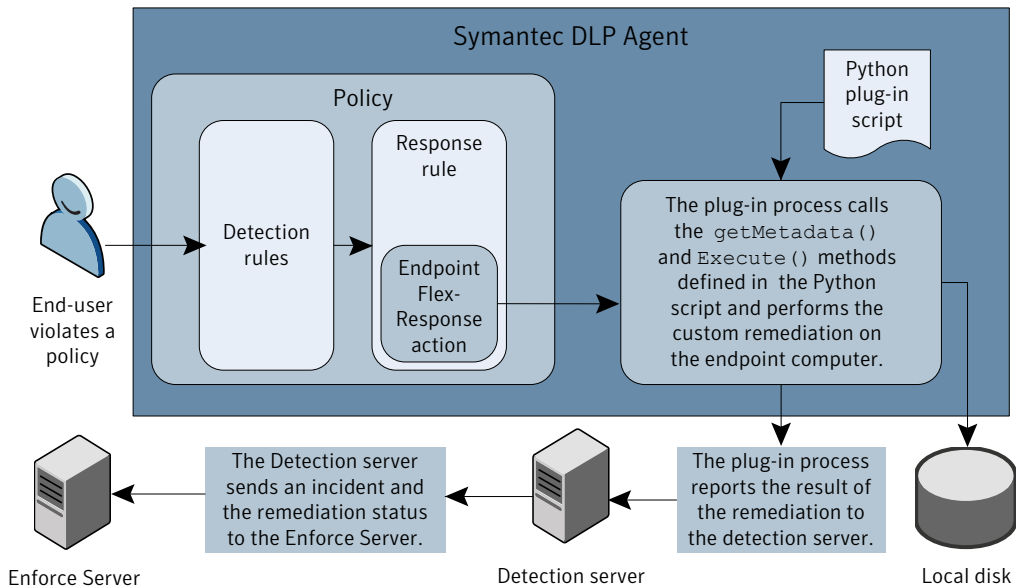 Symantec DLP Agent
Policy
Python
plug-in
script
Response
rule
Detection
rules
Endpoint
Flex-
Response
action
The plug-in process calls
the getMetadata()
and Execute() methods
defined in the Python
script and performs the
custom remediation on
the endpoint computer.
End-user
violates a
policy
The Detection server
sends an incident and
the remediation status
to the Enforce Server.
The plug-in process
reports the result of
the remediation to
the detection server.
Enforce Server
Detection server
Local disk